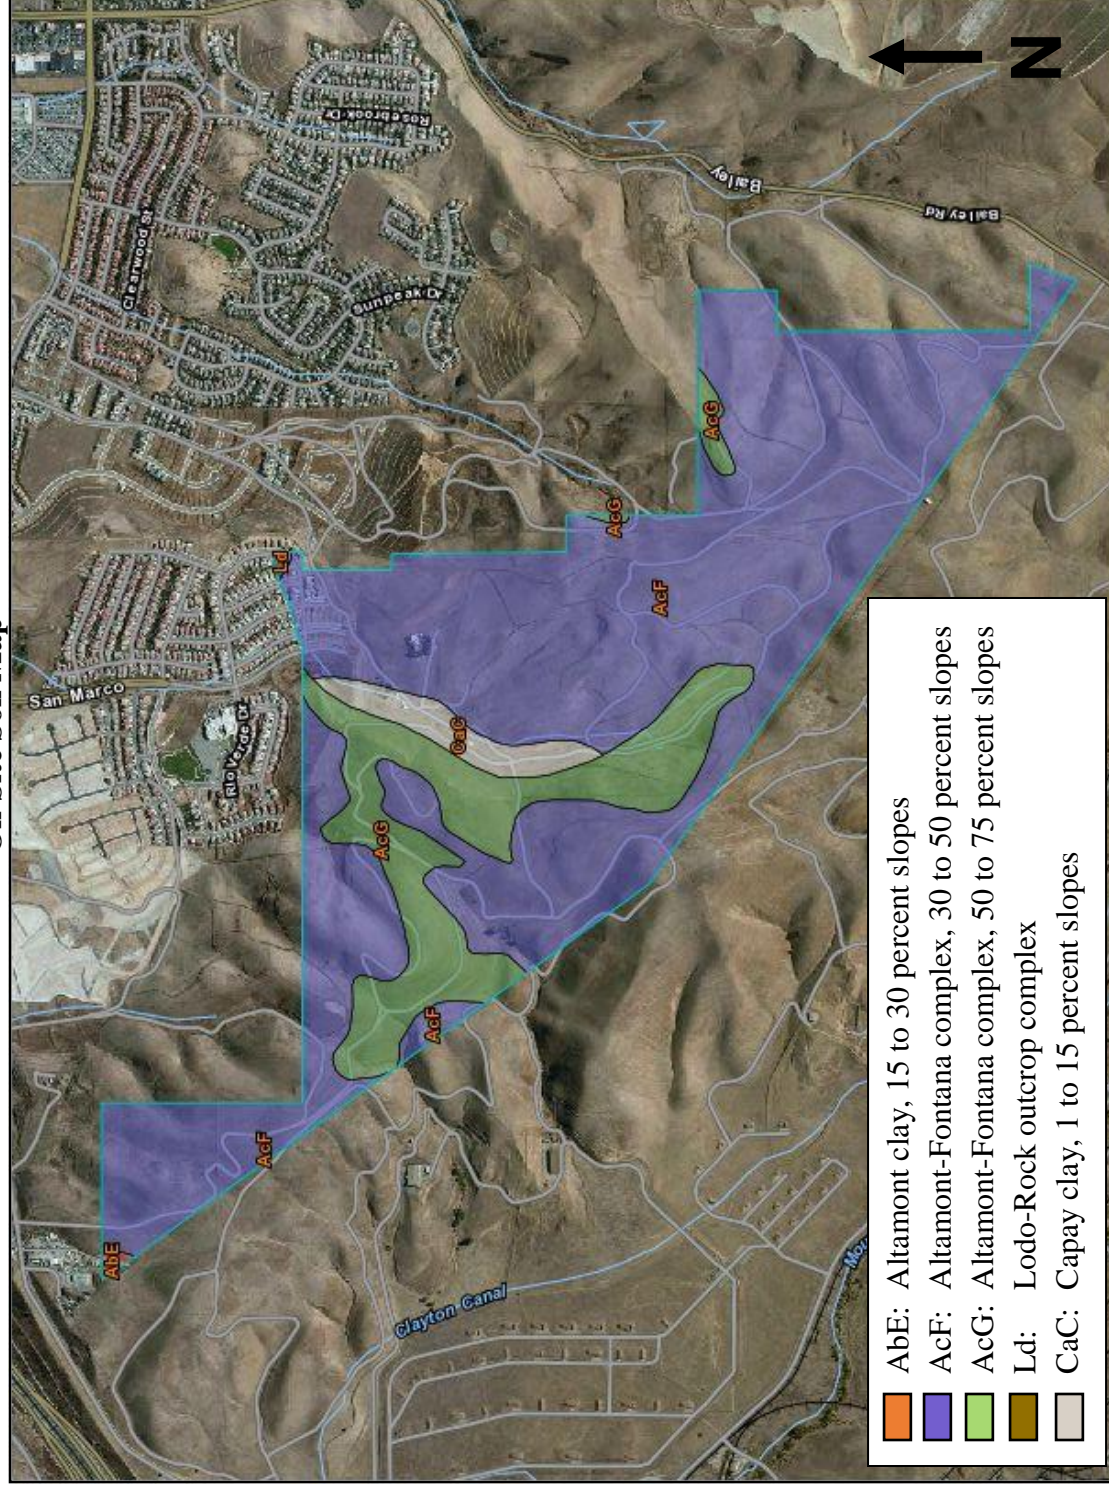 San Marco
Clearwood St
Rosebrook Dr
Sunpeak Dr
Rio Verde Dr
Ld
AbE
AcF
AcG
AcF
CaC
AcG
AcF
AcG
Clayton Canal
Bailey
Bailey Rd
N
Mou
AbE: Altamont clay, 15 to 30 percent slopes
AcF: Altamont-Fontana complex, 30 to 50 percent slopes
AcG: Altamont-Fontana complex, 50 to 75 percent slopes
Ld: Lodo-Rock outcrop complex
CaC: Capay clay, 1 to 15 percent slopes